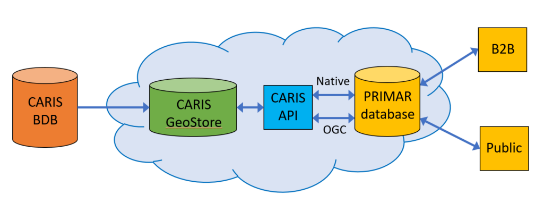 CARIS
BDB
CARIS
GeoStore
CARIS
API
Native
OGC
PRIMAR
database
B2B
Public